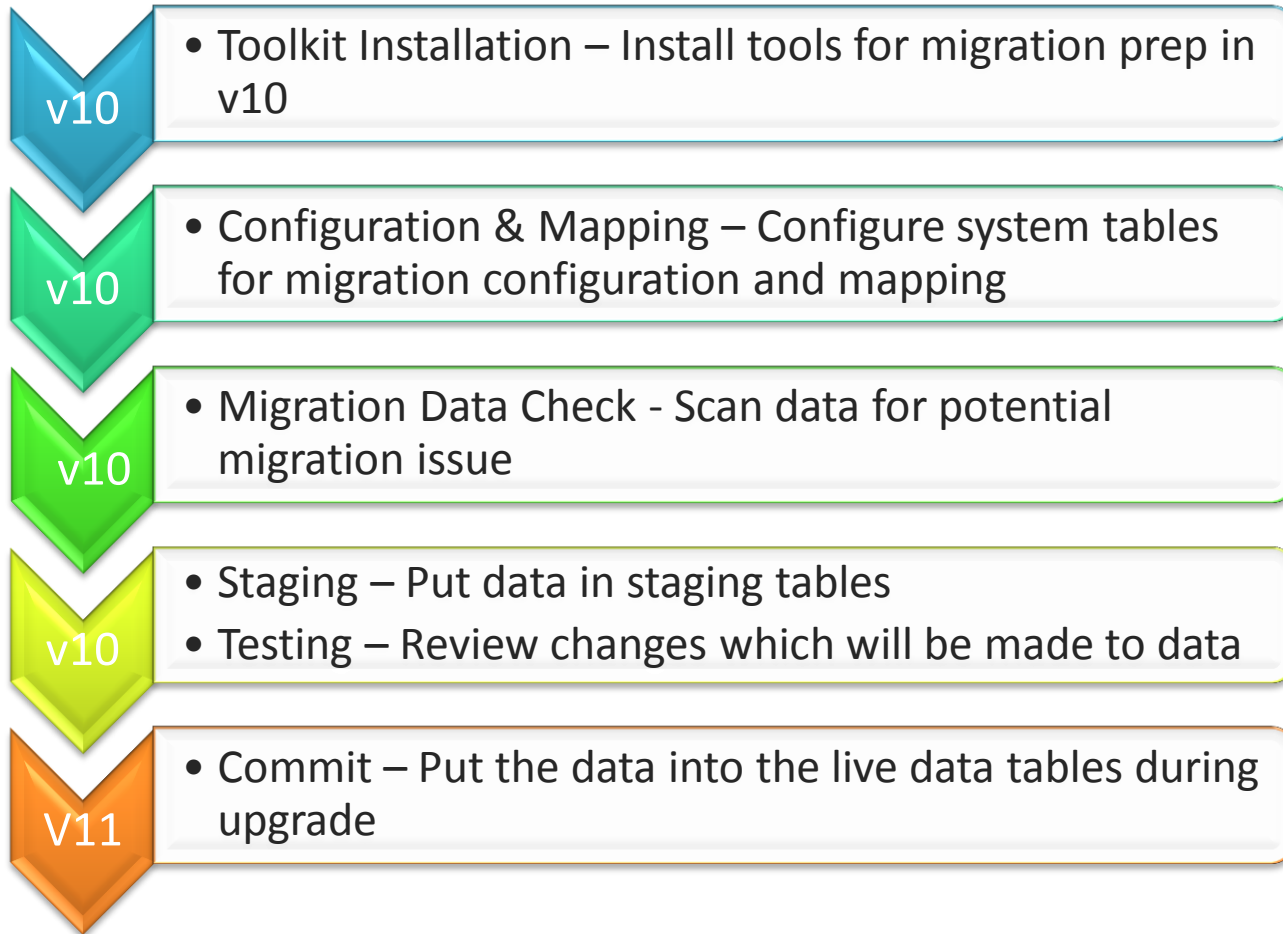 v10
• Toolkit Installation – Install tools for migration prep in
v10
v10
• Configuration & Mapping – Configure system tables
for migration configuration and mapping
v10
• Migration Data Check - Scan data for potential
migration issue
v10
• Staging – Put data in staging tables
• Testing – Review changes which will be made to data
V11
• Commit – Put the data into the live data tables during
upgrade